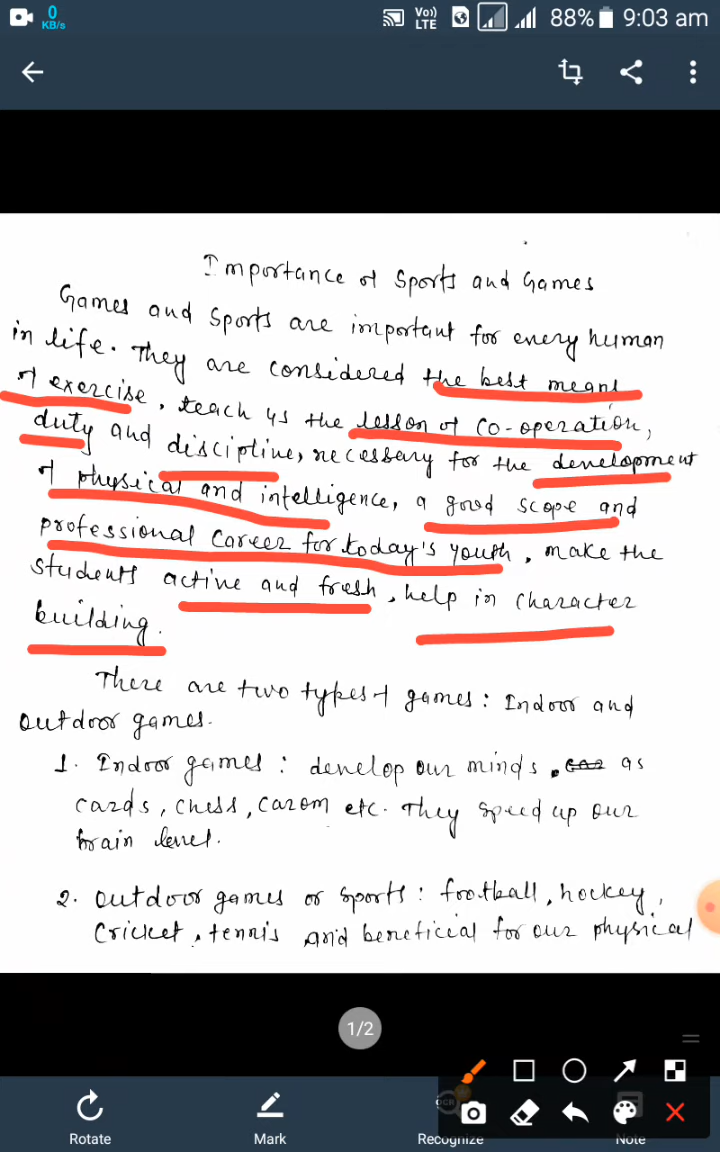 0
KB/s
Vo))
LTE
88%
9:03 am
Importance of Sports and Games
Games and Sports are important for every human
in life. They are considered the best means
of exercise, teach us the lesson of co-operation,
duty and discipline, necessary for the development
of physical and intelligence, a good scope and
professional career for today's youth, make the
students active and fresh, help in character
building.
There are two types of games: Indoor and
outdoor games.
1. Indoor games: develop our minds, as
cards, chess, carom etc. They speed up our
brain level.
2. outdoor games or sports: football, hockey,
Cricket, tennis and beneficial for our physical
1/2
OCR
Rotate
Mark
Recognize
Note